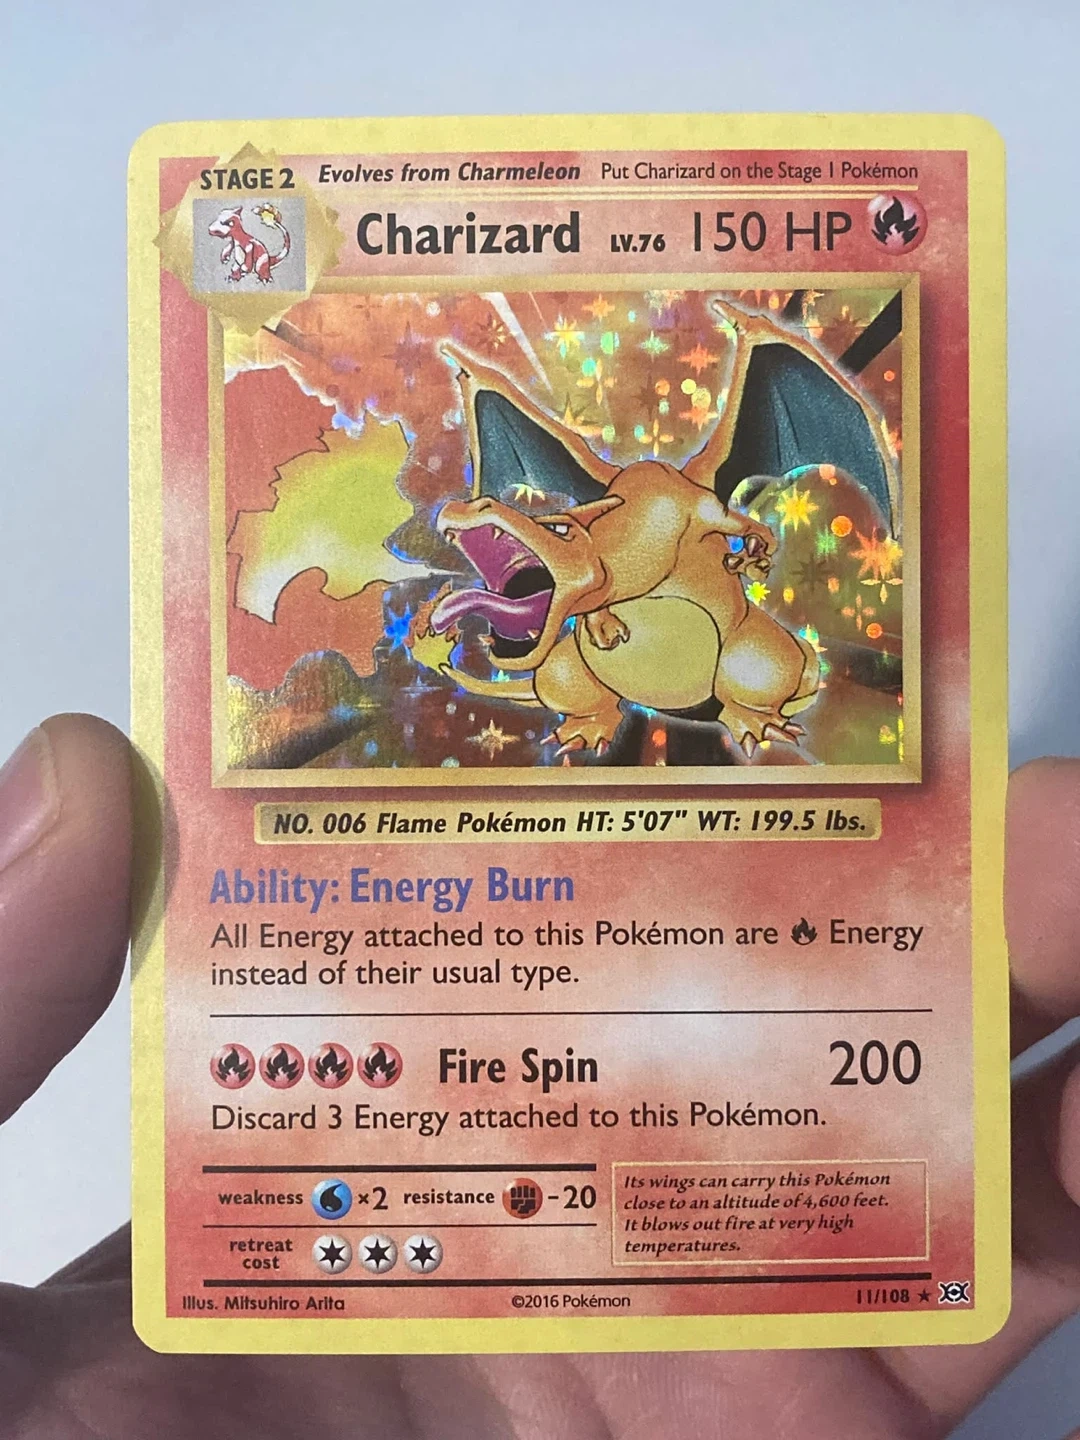 STAGE 2 Evolves from Charmeleon Put Charizard on the Stage 1 Pokémon
Charizard LV.76 150 HP
NO. 006 Flame Pokémon HT: 5'07" WT: 199.5 lbs.
Ability: Energy Burn
All Energy attached to this Pokémon are Energy
instead of their usual type.
Fire Spin 200
Discard 3 Energy attached to this Pokémon.
weakness ×2 resistance -20
retreat
cost
Its wings can carry this Pokémon
close to an altitude of 4,600 feet.
It blows out fire at very high
temperatures.
Illus. Mitsuhiro Arita ©2016 Pokémon 11/108 ★